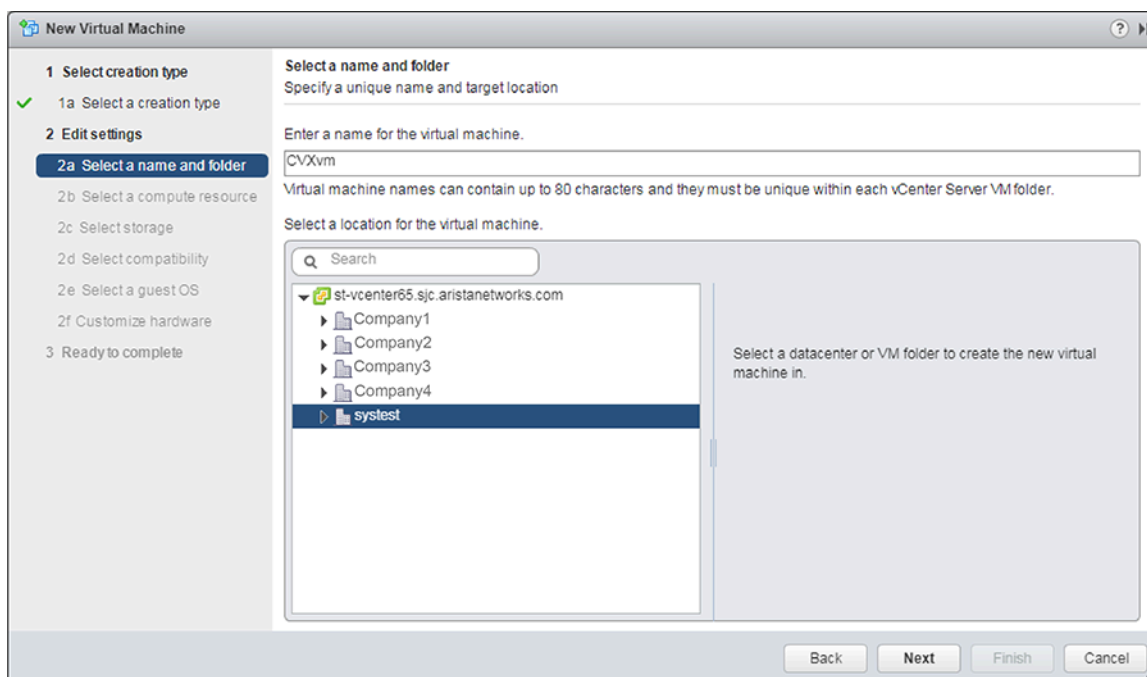 New Virtual Machine
1 Select creation type
1a Select a creation type
2 Edit settings
2a Select a name and folder
2b Select a compute resource
2c Select storage
2d Select compatibility
2e Select a guest OS
2f Customize hardware
3 Ready to complete
Select a name and folder
Specify a unique name and target location
Enter a name for the virtual machine.
CVXvm
Virtual machine names can contain up to 80 characters and they must be unique within each vCenter Server VM folder.
Select a location for the virtual machine.
Search
st-vcenter65.sjc.aristanetworks.com
Company1
Company2
Company3
Company4
systest
Select a datacenter or VM folder to create the new virtual
machine in.
Back
Next
Finish
Cancel